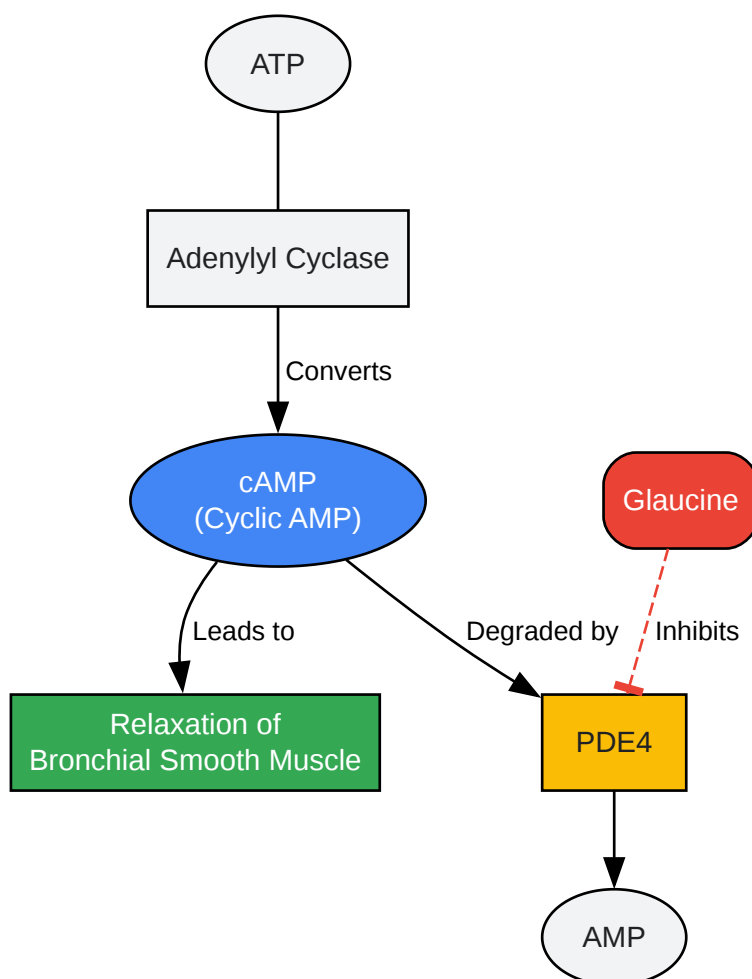 ATP
Adenylyl Cyclase
Converts
cAMP
(Cyclic AMP)
Glaucine
Leads to
Degraded by
Inhibits
Relaxation of
Bronchial Smooth Muscle
PDE4
AMP